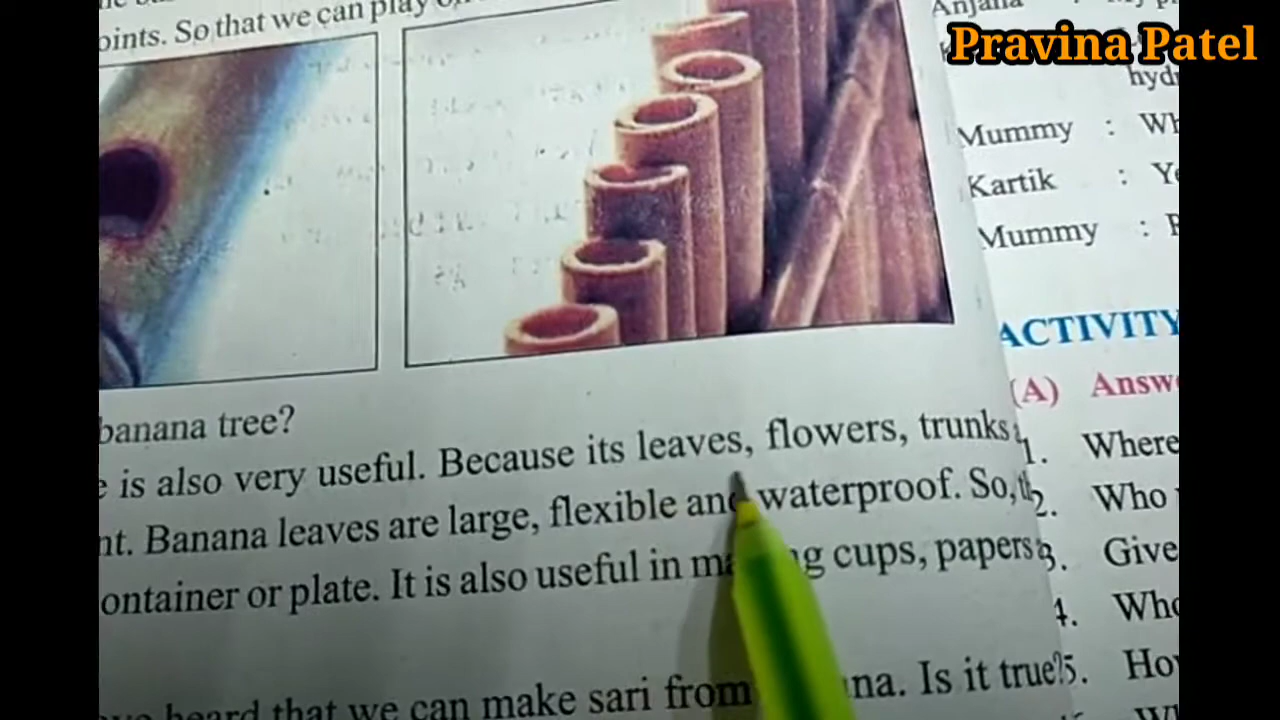 oints. So that we can play
banana tree?
e is also very useful. Because its leaves, flowers, trunks
nt. Banana leaves are large, flexible and waterproof. So,
ontainer or plate. It is also useful in making cups, papers
heard that we can make sari from na. Is it true?
Pravina Patel
Anjana :
hyd
Mummy : Wh
Kartik : Ye
Mummy :
ACTIVITY
(A) Answ
1. Where
2. Who
3. Give
4. Who
5. Ho